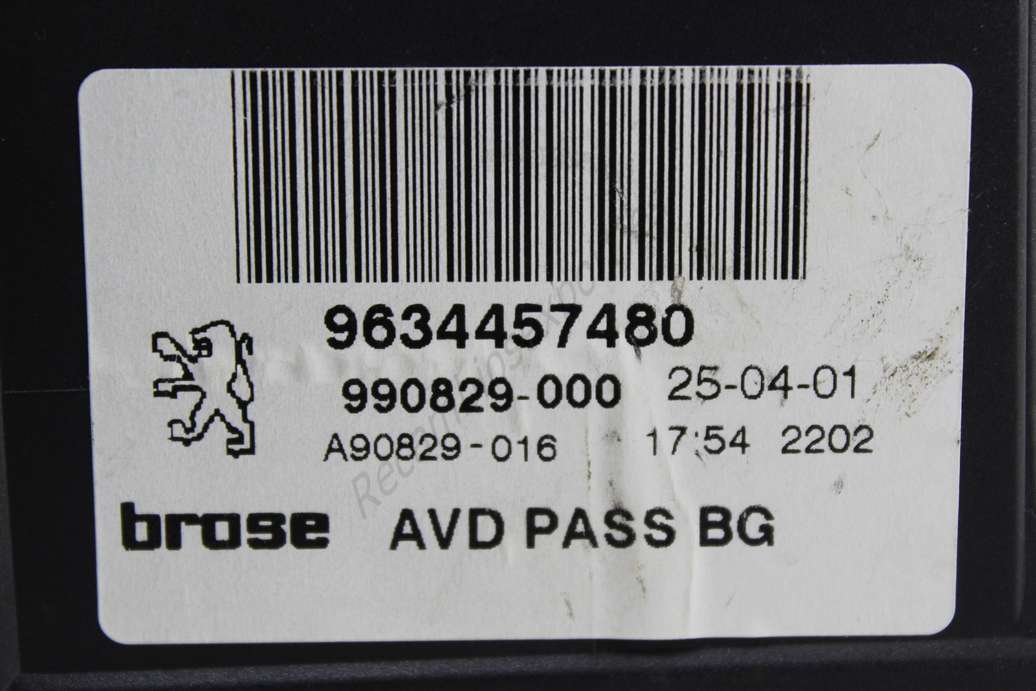 9634457480
990829-000 25-04-01
A90829-016 17:54 2202
brose AVD PASS BG